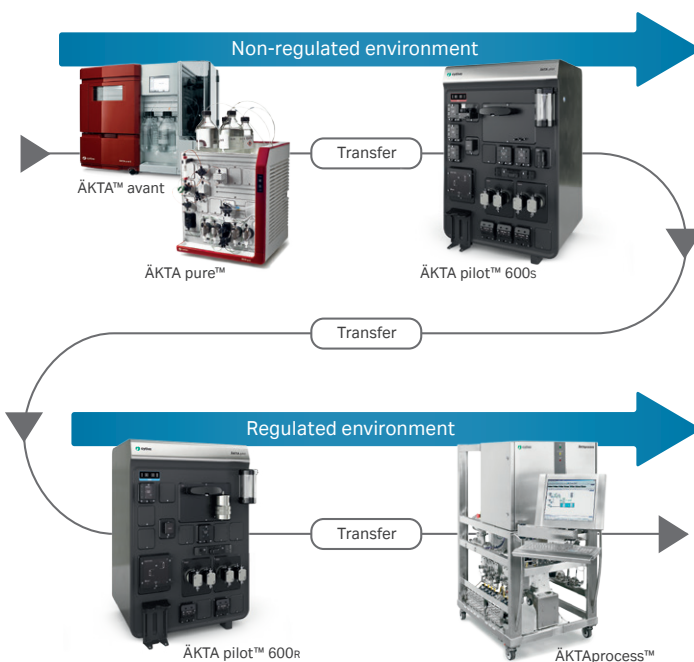 Non-regulated environment
Transfer
ÄKTA™ avant
ÄKTA pure™
ÄKTA pilot™ 600s
Transfer
Regulated environment
Transfer
ÄKTA pilot™ 600R
ÄKTAprocess™